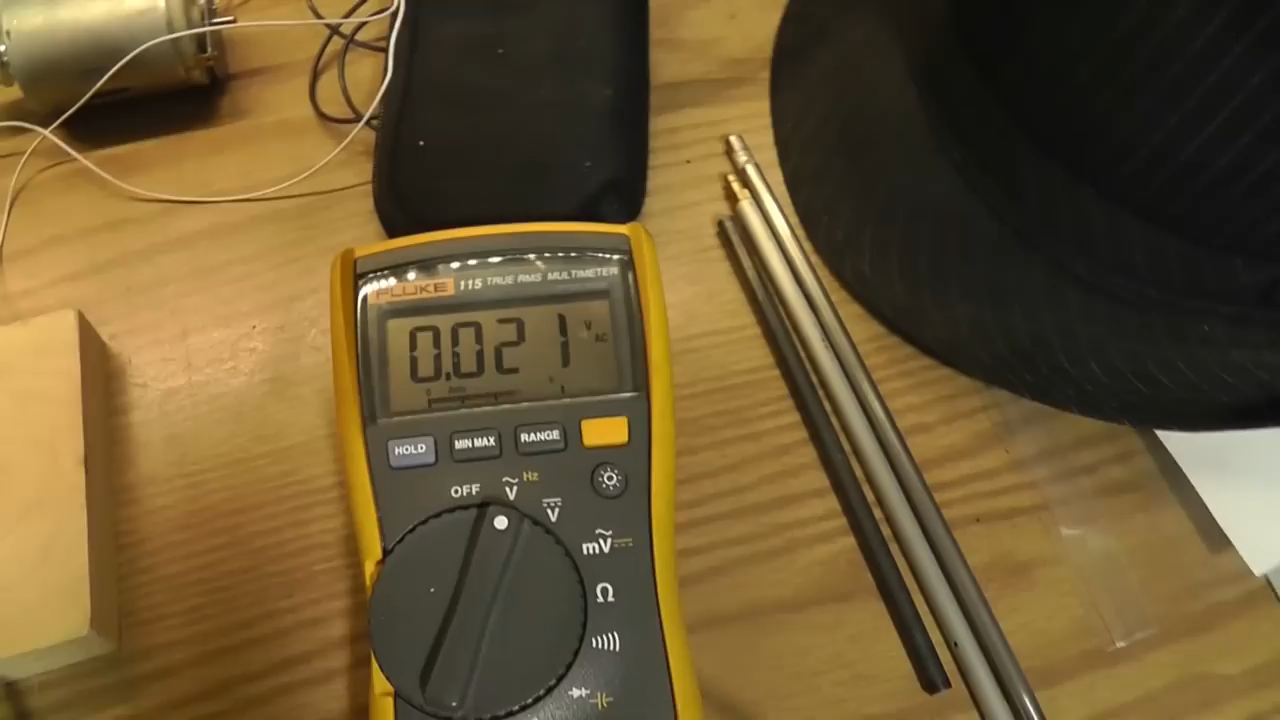 FLUKE 115 TRUE RMS MULTIMETER
0.021 V AC
HOLD MIN MAX RANGE
OFF V Hz
V
mV
Ω